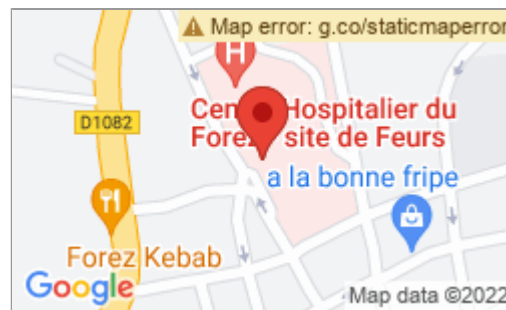 Map error: g.co/staticmaperror
H
Centre Hospitalier du
Forez site de Feurs
D1082
a la bonne fripe
Forez Kebab
Google
Map data ©2022